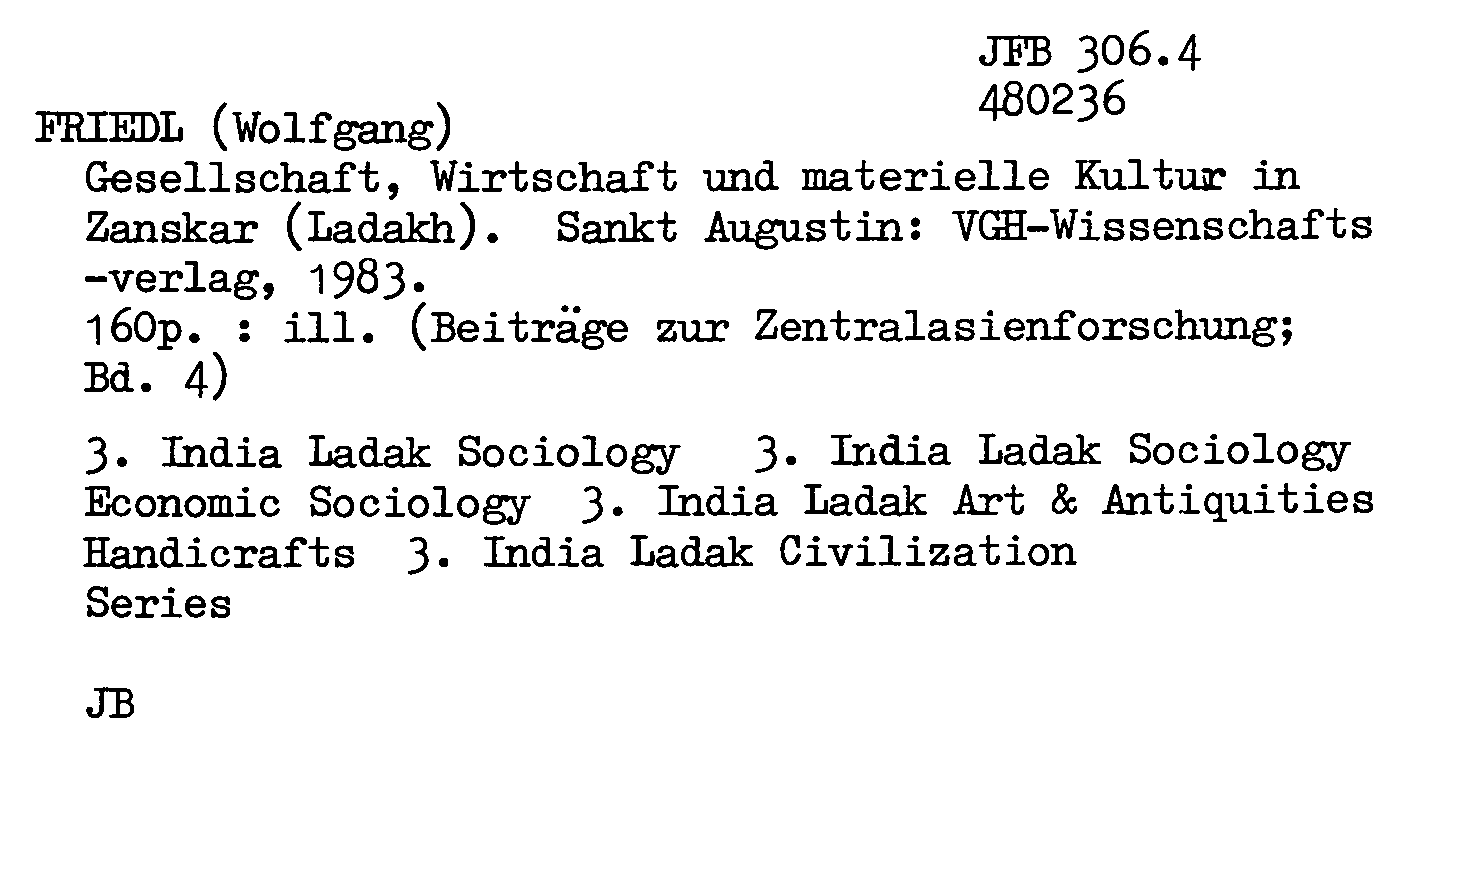 JFB 306.4
480236
FRIEDL (Wolfgang)
Gesellschaft, Wirtschaft und materielle Kultur in
Zanskar (Ladakh). Sankt Augustin: VGH-Wissenschafts
-verlag, 1983.
160p. : ill. (Beiträge zur Zentralasienforschung;
Bd. 4)
3. India Ladak Sociology 3. India Ladak Sociology
Economic Sociology 3. India Ladak Art & Antiquities
Handicrafts 3. India Ladak Civilization
Series
JB